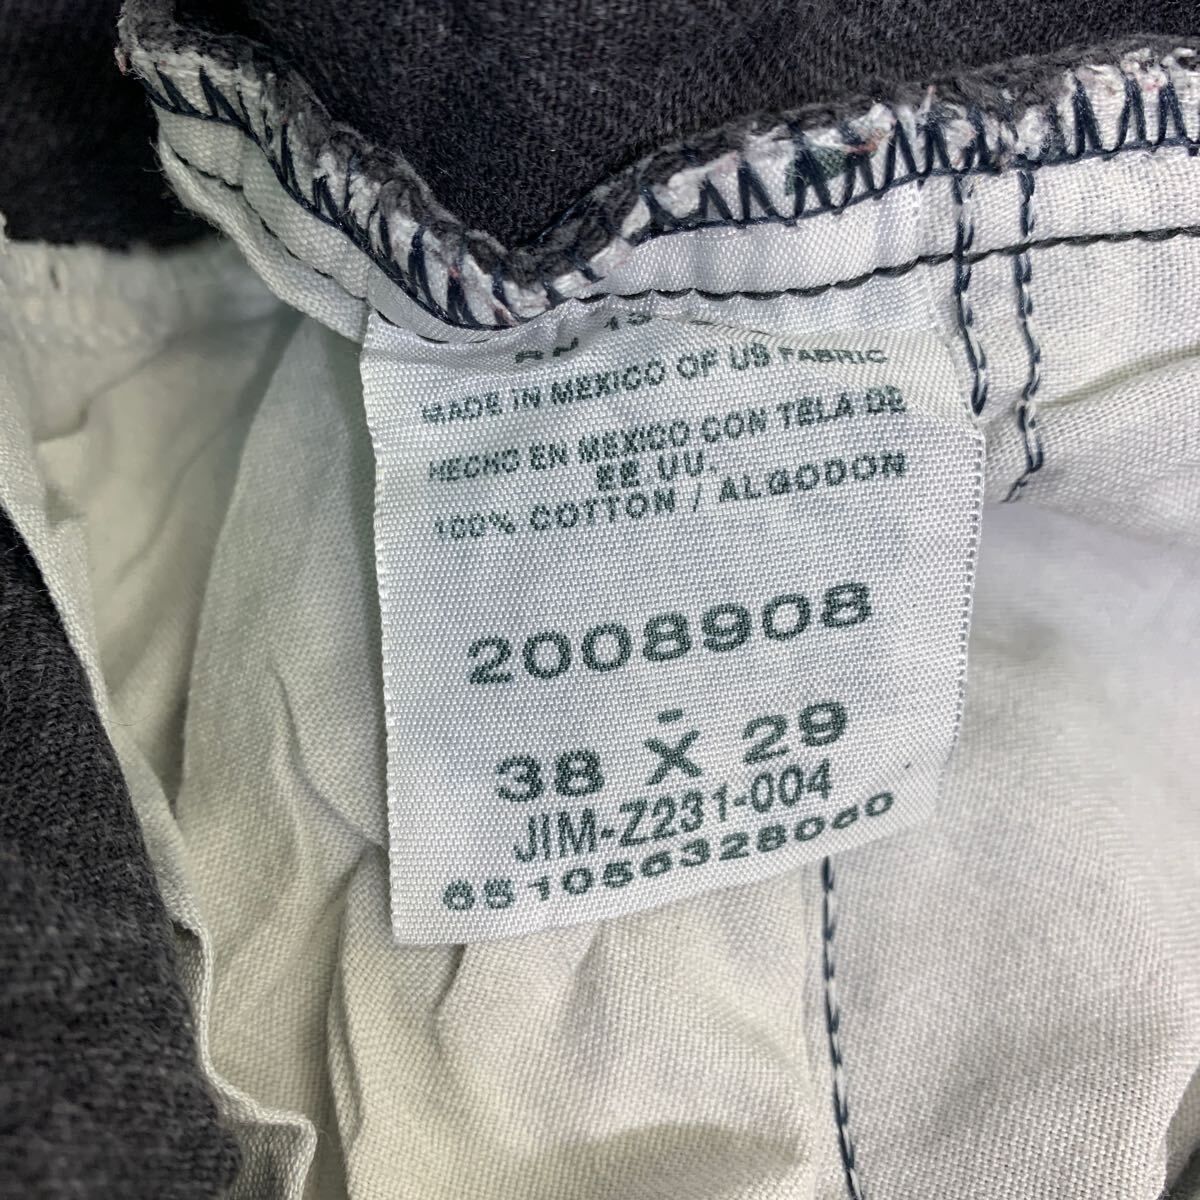 MADE IN MEXICO OF US FABRIC
HECHO EN MEXICO CON TELA DE
EE.UU.
100% COTTON / ALGODON
2008908
-
38 X 29
JIM-Z231-004
651056328060